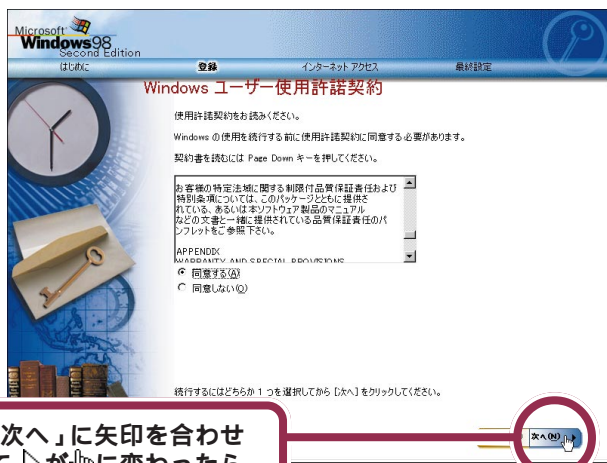 Microsoft
Windows98
Second Edition
はじめに 登録 インターネット アクセス 最終設定
Windows ユーザー使用許諾契約
使用許諾契約をお読みください。
Windows の使用を続行する前に使用許諾契約に同意する必要があります。
契約書を読むには Page Down キーを押してください。
お客様の特定法域に関する制限付品質保証責任および
特別条項については、このパッケージとともに提供さ
れている、あるいは本ソフトウェア製品のマニュアル
などの文書と一緒に提供されている品質保証責任のパ
ンフレットをご参照下さい。
APPENDIX
WARRANTY AND SPECIAL PROVISIONS
同意する(A)
同意しない(O)
続行するにはどちらか 1 つを選択してから [次へ] をクリックしてください。
次へ(N)
次へ」に矢印を合わせ
て が に変わったら